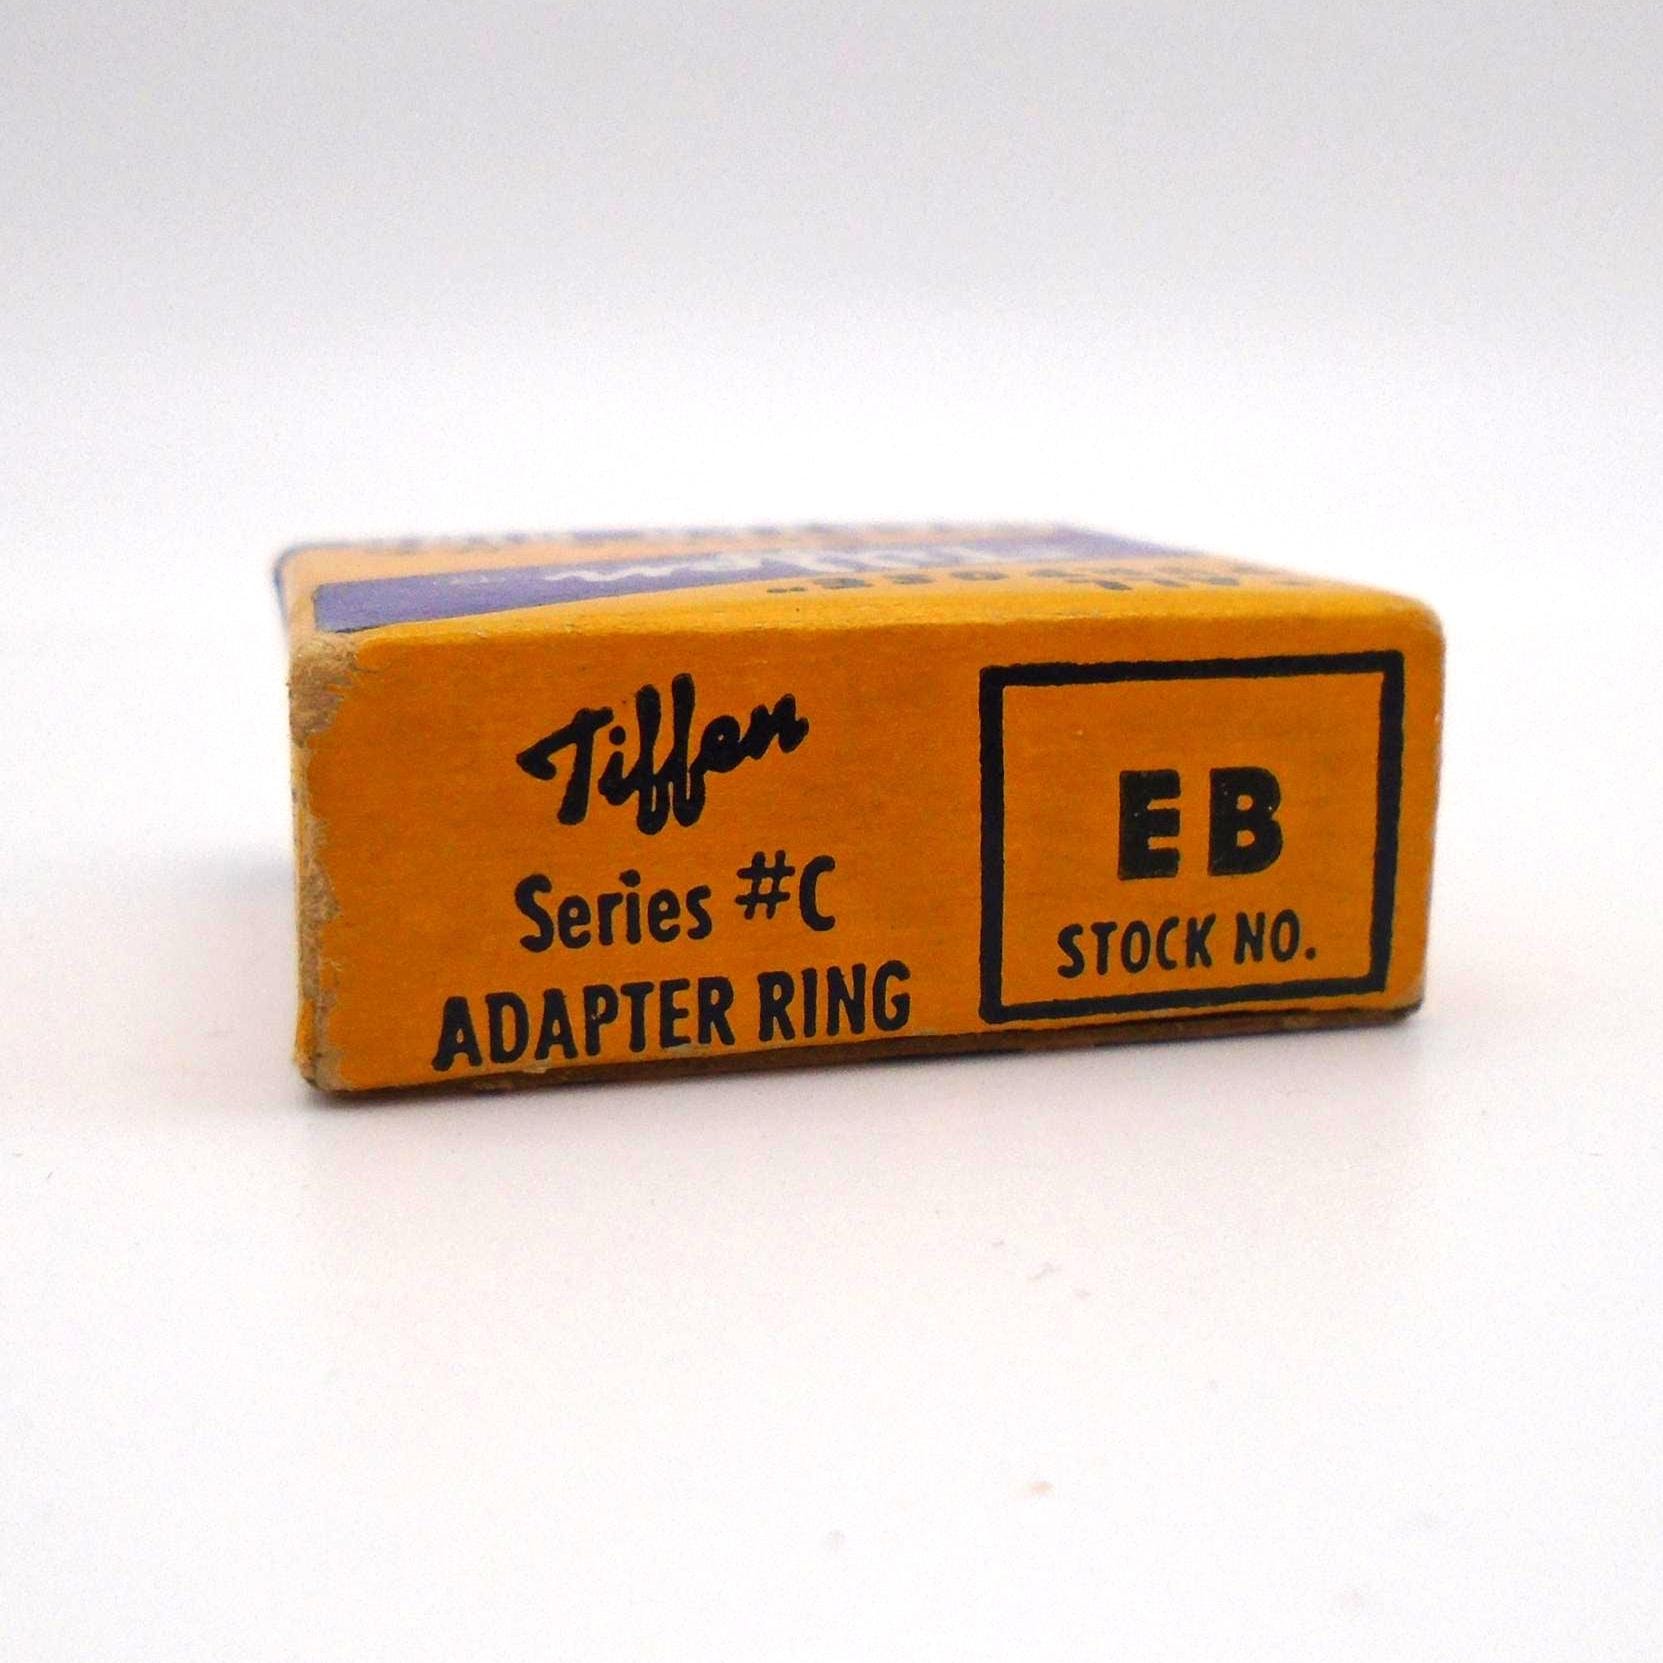 Tiffen
Series #C
ADAPTER RING
EB
STOCK NO.